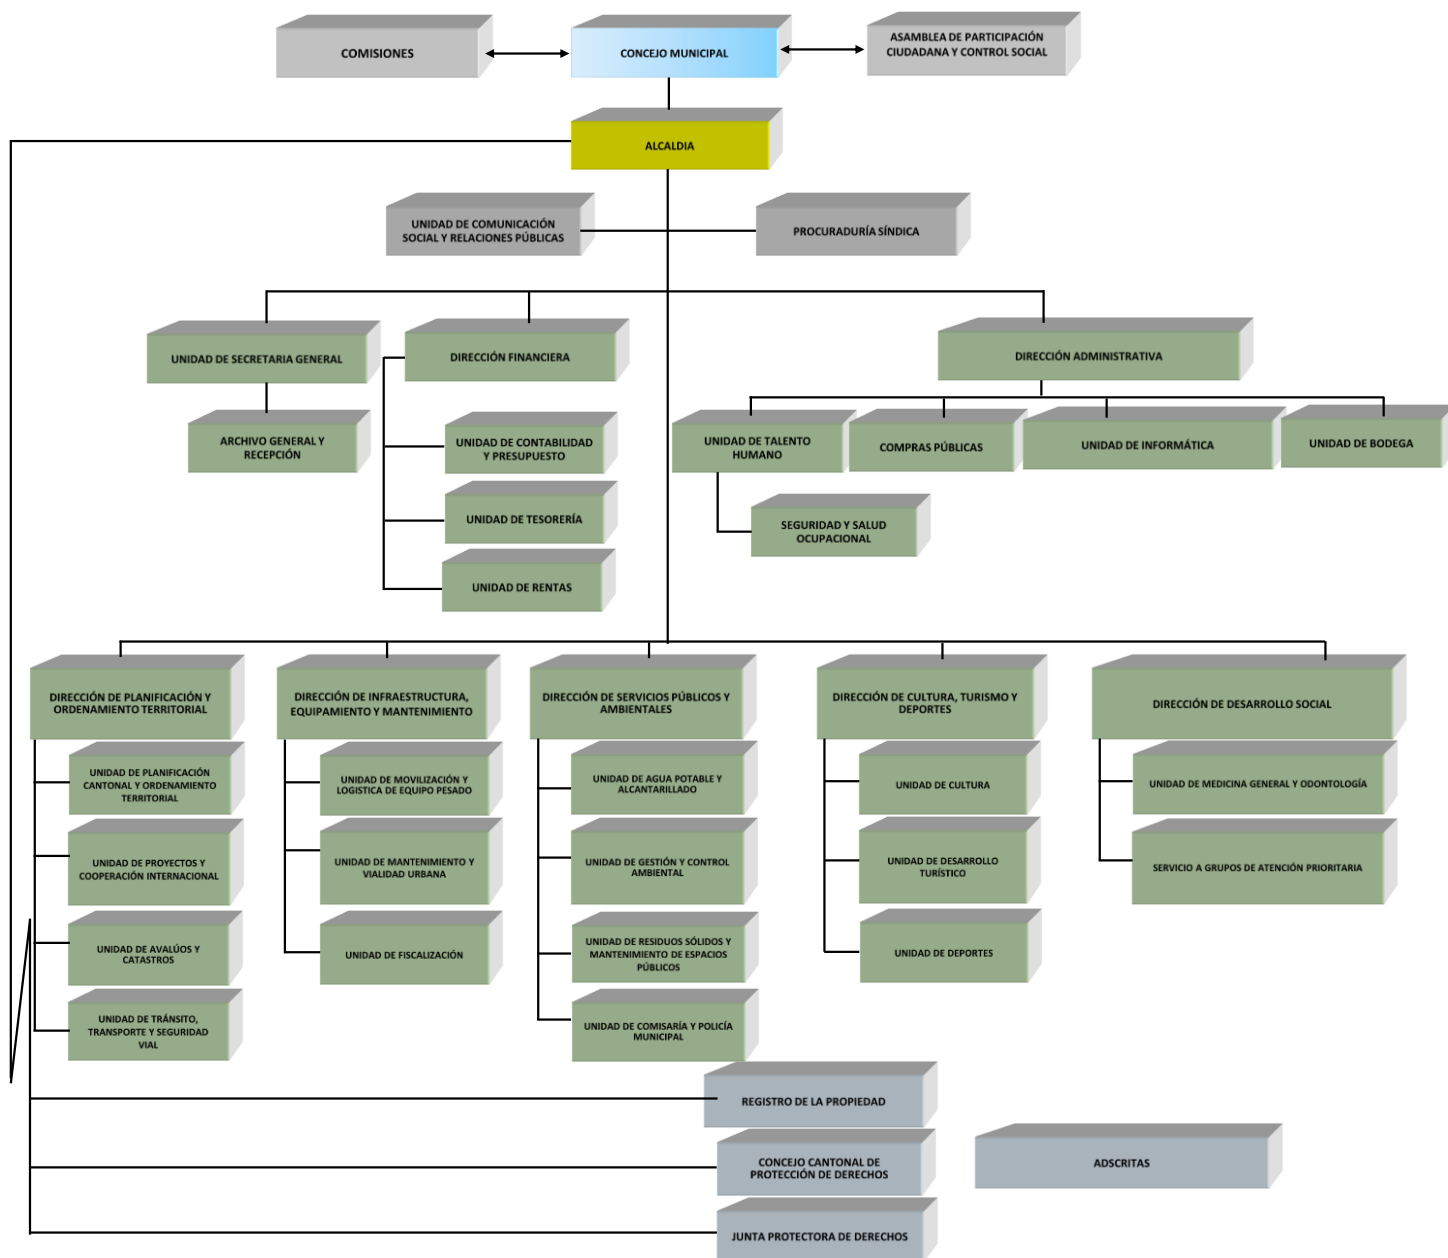 COMISIONES
CONCEJO MUNICIPAL
ASAMBLEA DE PARTICIPACIÓN
CIUDADANA Y CONTROL SOCIAL
ALCALDIA
UNIDAD DE COMUNICACIÓN
SOCIAL Y RELACIONES PÚBLICAS
PROCURADURÍA SÍNDICA
UNIDAD DE SECRETARIA GENERAL
DIRECCIÓN FINANCIERA
DIRECCIÓN ADMINISTRATIVA
ARCHIVO GENERAL Y
RECEPCIÓN
UNIDAD DE CONTABILIDAD
Y PRESUPUESTO
UNIDAD DE TESORERÍA
UNIDAD DE RENTAS
UNIDAD DE TALENTO
HUMANO
COMPRAS PÚBLICAS
UNIDAD DE INFORMÁTICA
UNIDAD DE BODEGA
SEGURIDAD Y SALUD
OCUPACIONAL
DIRECCIÓN DE PLANIFICACIÓN Y
ORDENAMIENTO TERRITORIAL
DIRECCIÓN DE INFRAESTRUCTURA,
EQUIPAMIENTO Y MANTENIMIENTO
DIRECCIÓN DE SERVICIOS PÚBLICOS Y
AMBIENTALES
DIRECCIÓN DE CULTURA, TURISMO Y
DEPORTES
DIRECCIÓN DE DESARROLLO SOCIAL
UNIDAD DE PLANIFICACIÓN
CANTONAL Y ORDENAMIENTO
TERRITORIAL
UNIDAD DE PROYECTOS Y
COOPERACIÓN INTERNACIONAL
UNIDAD DE AVALÚOS Y
CATASTROS
UNIDAD DE TRÁNSITO,
TRANSPORTE Y SEGURIDAD
VIAL
UNIDAD DE MOVILIZACIÓN Y
LOGISTICA DE EQUIPO PESADO
UNIDAD DE MANTENIMIENTO Y
VIALIDAD URBANA
UNIDAD DE FISCALIZACIÓN
UNIDAD DE AGUA POTABLE Y
ALCANTARILLADO
UNIDAD DE GESTIÓN Y CONTROL
AMBIENTAL
UNIDAD DE RESIDUOS SÓLIDOS Y
MANTENIMIENTO DE ESPACIOS
PÚBLICOS
UNIDAD DE COMISARÍA Y POLICÍA
MUNICIPAL
UNIDAD DE CULTURA
UNIDAD DE DESARROLLO
TURÍSTICO
UNIDAD DE DEPORTES
UNIDAD DE MEDICINA GENERAL Y ODONTOLOGÍA
SERVICIO A GRUPOS DE ATENCIÓN PRIORITARIA
REGISTRO DE LA PROPIEDAD
CONCEJO CANTONAL DE
PROTECCIÓN DE DERECHOS
ADSCRITAS
JUNTA PROTECTORA DE DERECHOS